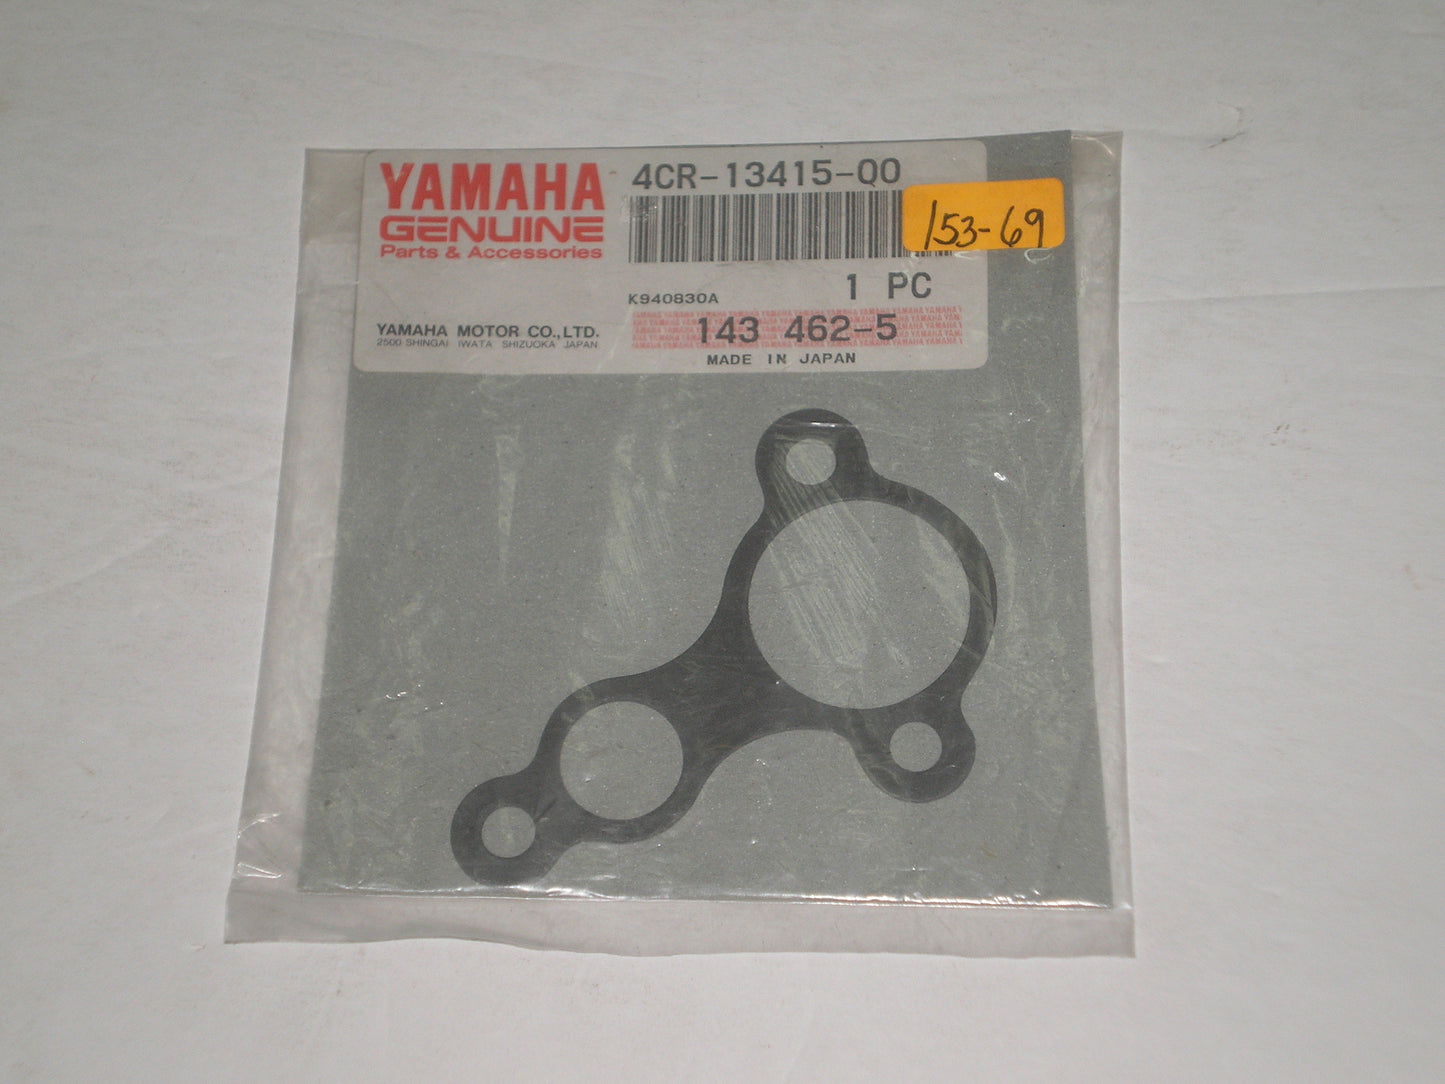 YAMAHA
GENUINE
Parts & Accessories
YAMAHA MOTOR CO.,LTD.
2500 SHINGAI IWATA SHIZUOKA JAPAN
4CR-13415-00
153-69
K940830A
1 PC
143 462-5
MADE IN JAPAN